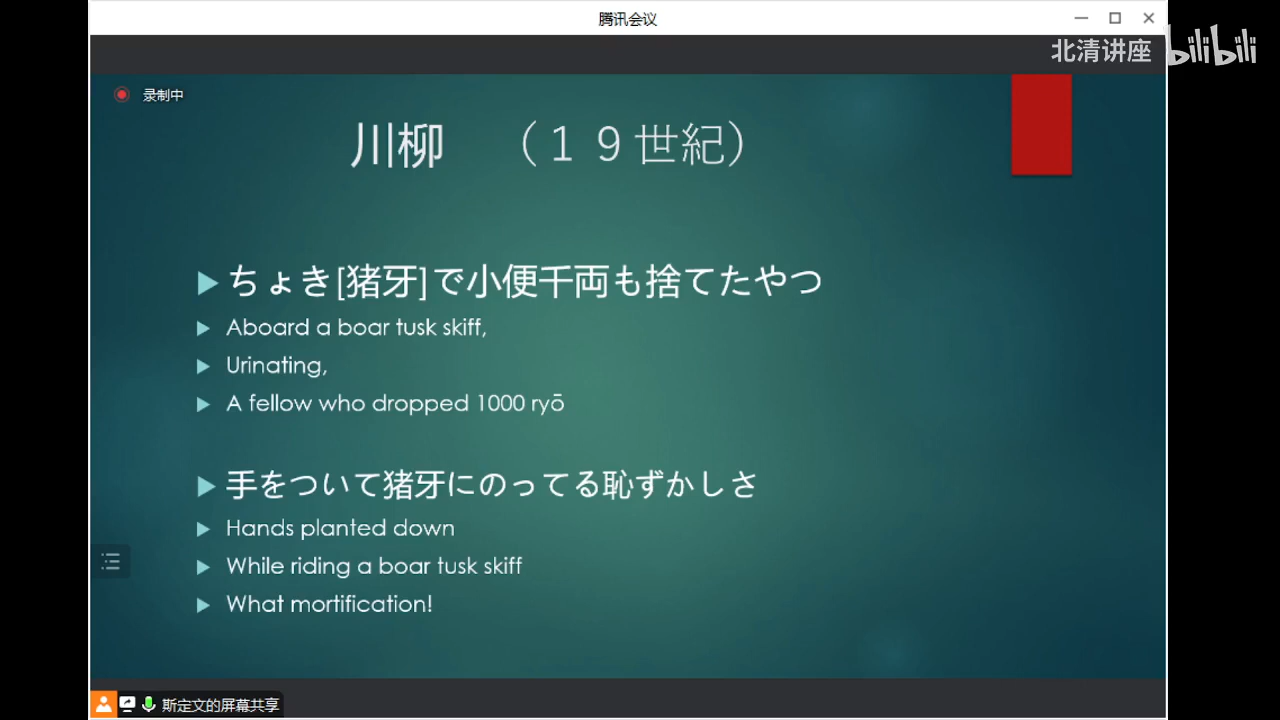 腾讯会议
北清讲座 bilibili
录制中
川柳 （１９世紀）
ちょき[猪牙]で小便千両も捨てたやつ
Aboard a boar tusk skiff,
Urinating,
A fellow who dropped 1000 ryō
手をついて猪牙にのってる恥ずかしさ
Hands planted down
While riding a boar tusk skiff
What mortification!
斯定文的屏幕共享